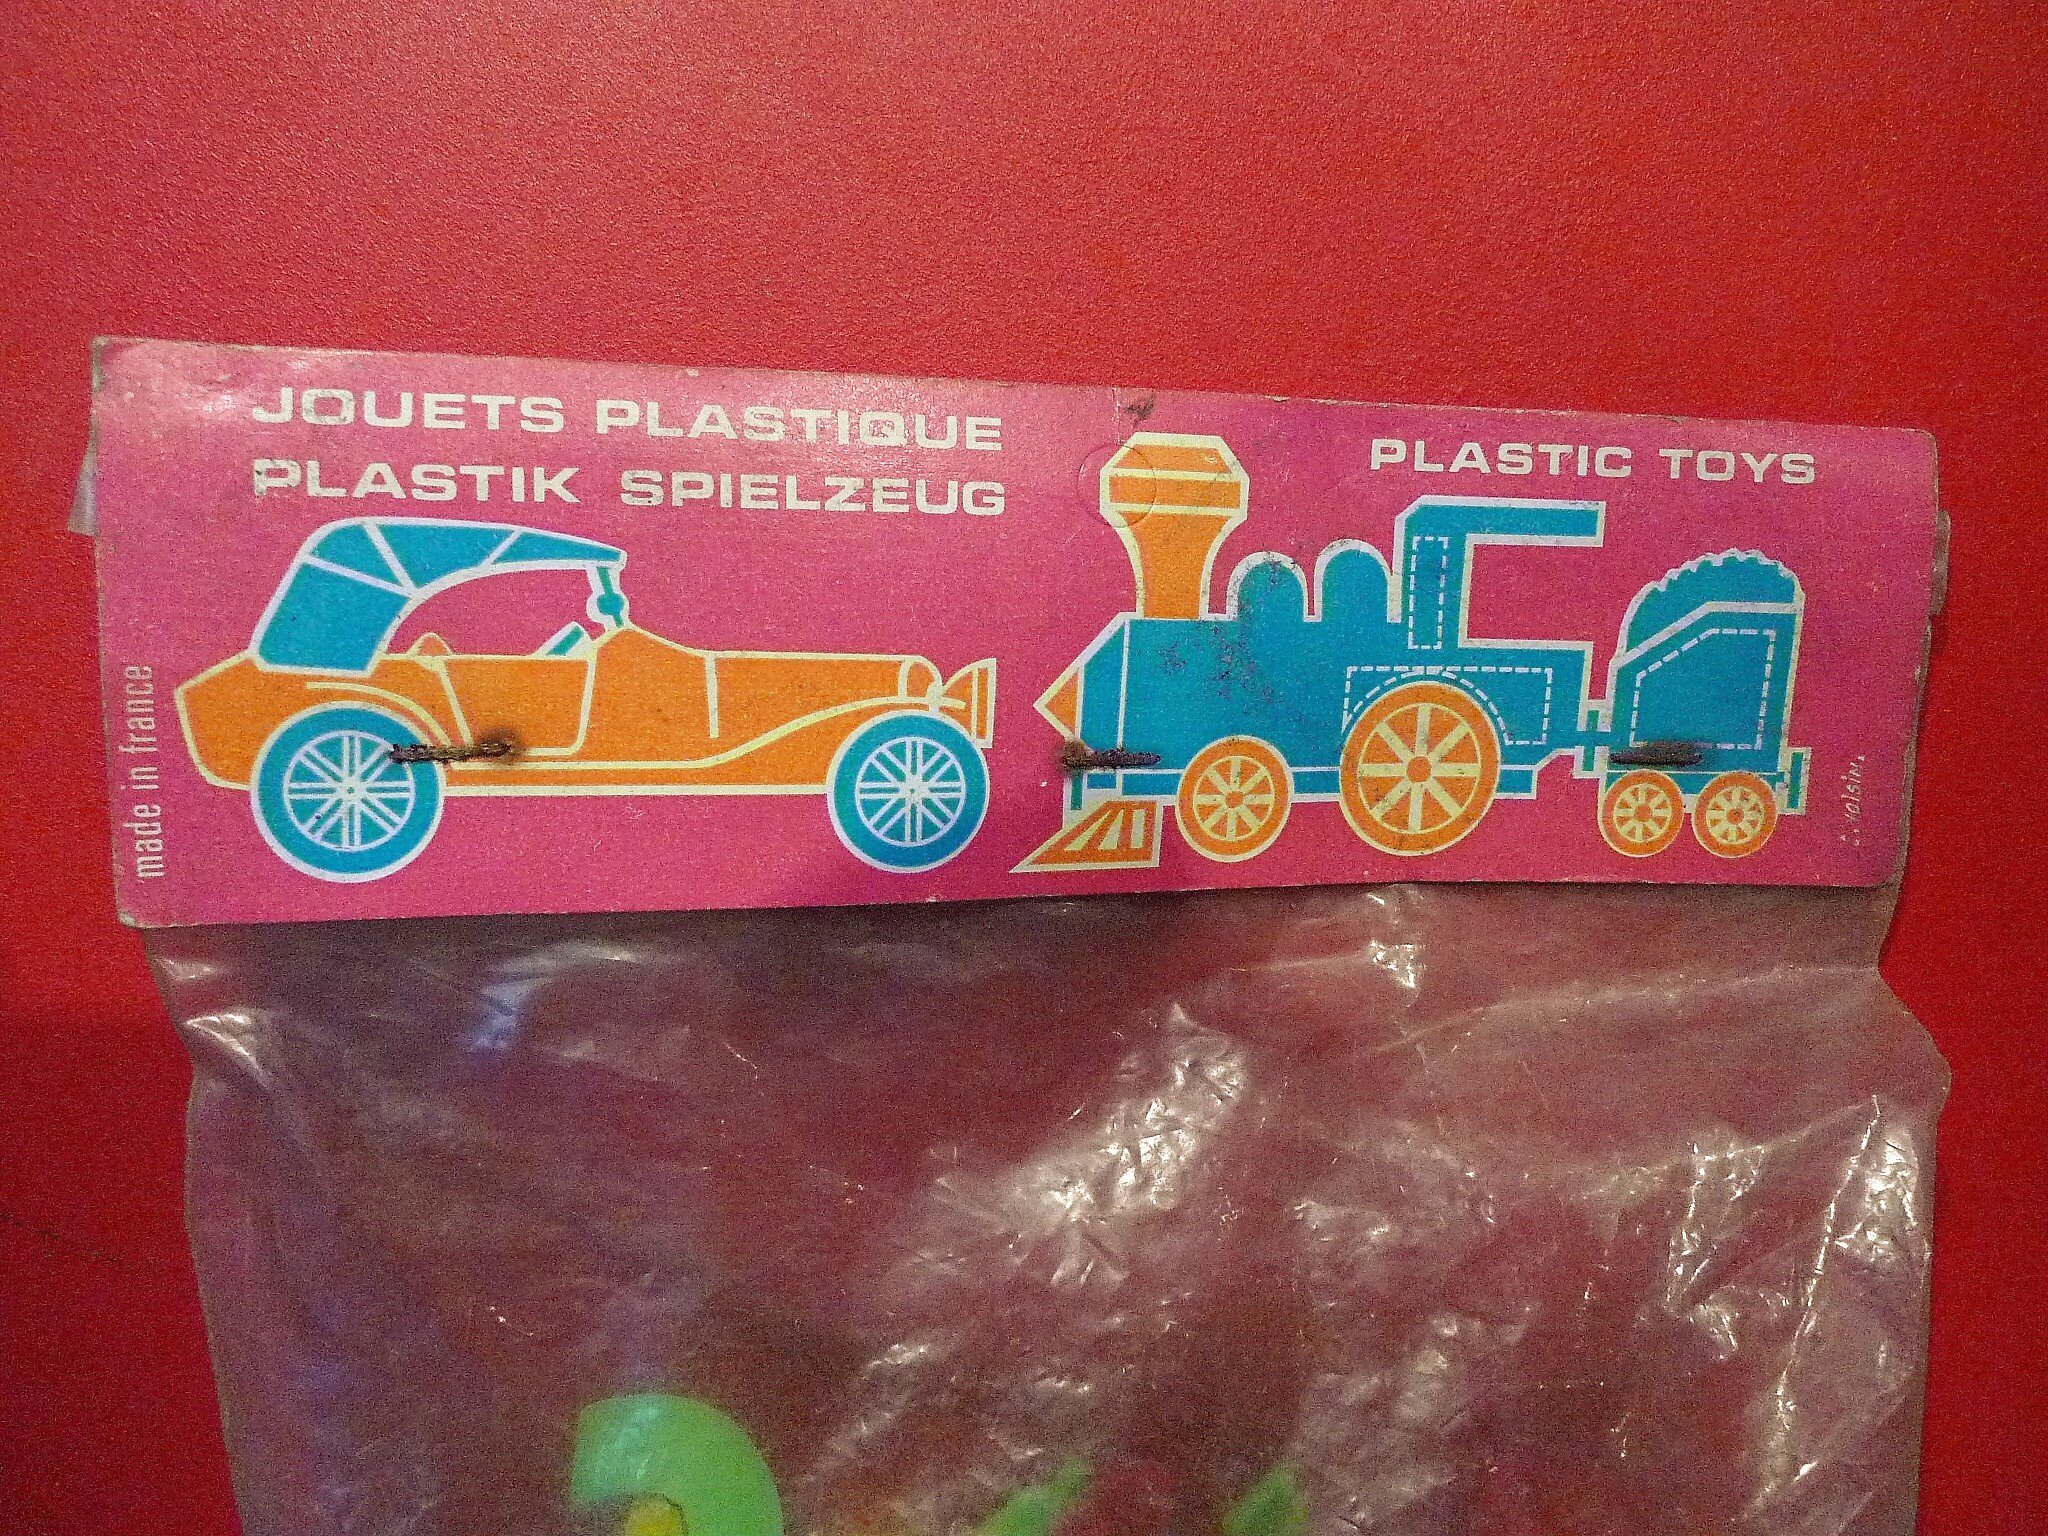 JOUETS PLASTIQUE
PLASTIK SPIELZEUG
PLASTIC TOYS
made in france